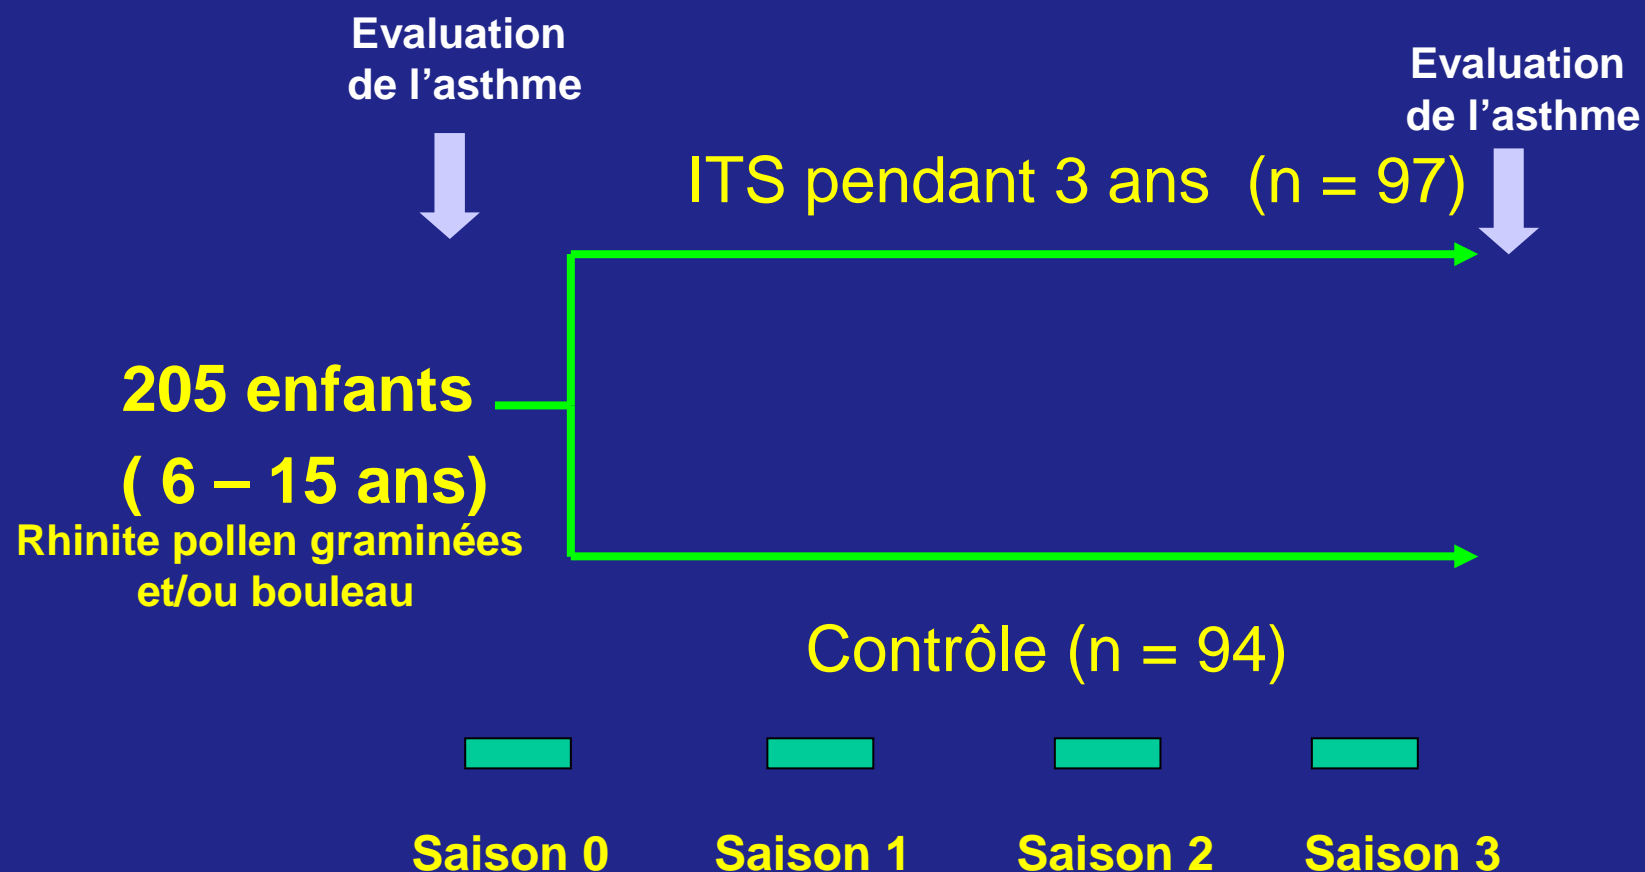 Evaluation
de l’asthme
Evaluation
de l’asthme
ITS pendant 3 ans (n = 97)
205 enfants
( 6 – 15 ans)
Rhinite pollen graminées
et/ou bouleau
Contrôle (n = 94)
Saison 0 Saison 1 Saison 2 Saison 3